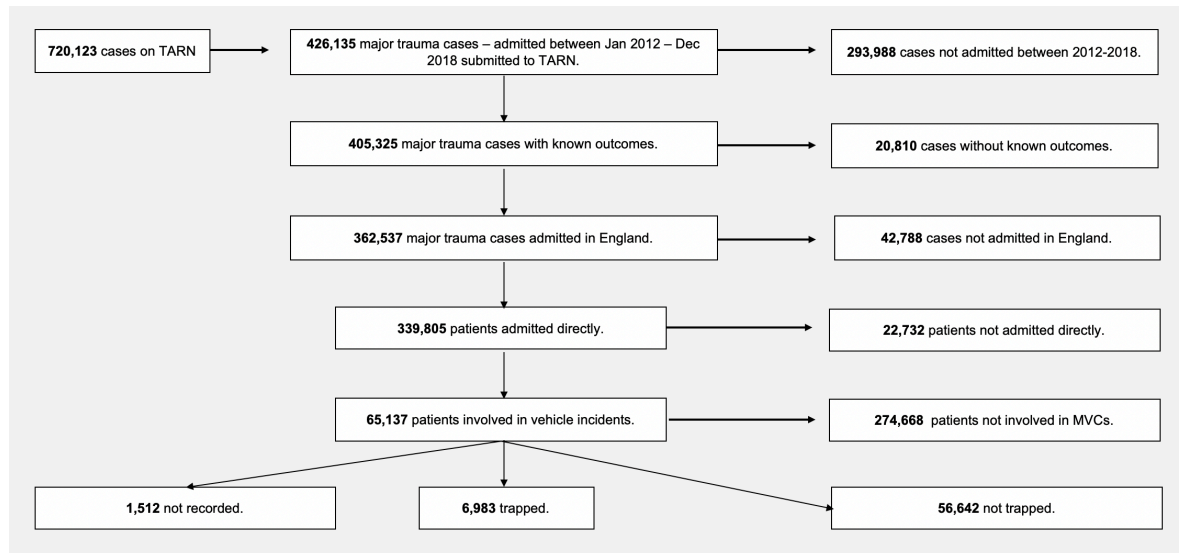 720,123 cases on TARN
426,135 major trauma cases – admitted between Jan 2012 – Dec
2018 submitted to TARN.
293,988 cases not admitted between 2012-2018.
405,325 major trauma cases with known outcomes.
20,810 cases without known outcomes.
362,537 major trauma cases admitted in England.
42,788 cases not admitted in England.
339,805 patients admitted directly.
22,732 patients not admitted directly.
65,137 patients involved in vehicle incidents.
274,668 patients not involved in MVCs.
1,512 not recorded.
6,983 trapped.
56,642 not trapped.